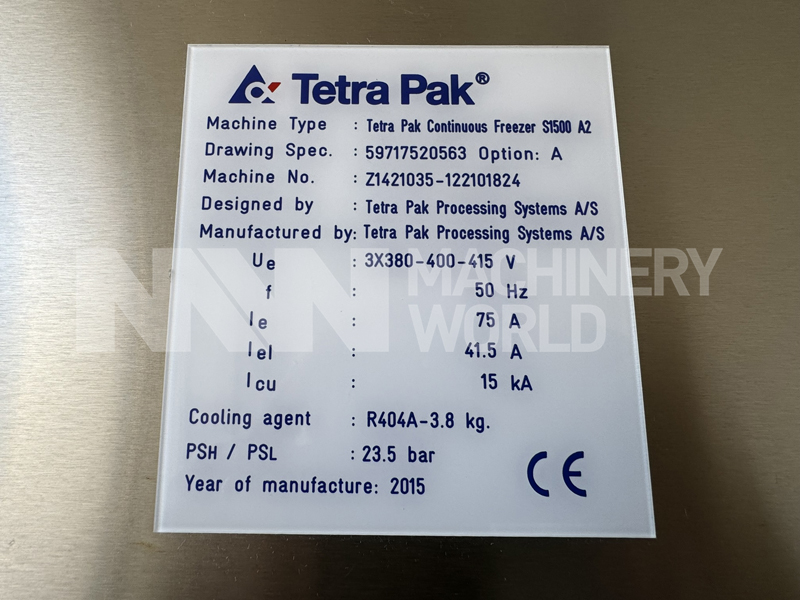 Tetra Pak®
Machine Type : Tetra Pak Continuous Freezer S1500 A2
Drawing Spec. : 59717520563 Option: A
Machine No. : Z1421035-122101824
Designed by : Tetra Pak Processing Systems A/S
Manufactured by: Tetra Pak Processing Systems A/S
Ue : 3X380-400-415 V
f : 50 Hz
Ie : 75 A
Iel : 41.5 A
Icu : 15 kA
Cooling agent : R404A-3.8 kg.
PSH / PSL : 23.5 bar
Year of manufacture: 2015
CE
MACHINERY
WORLD